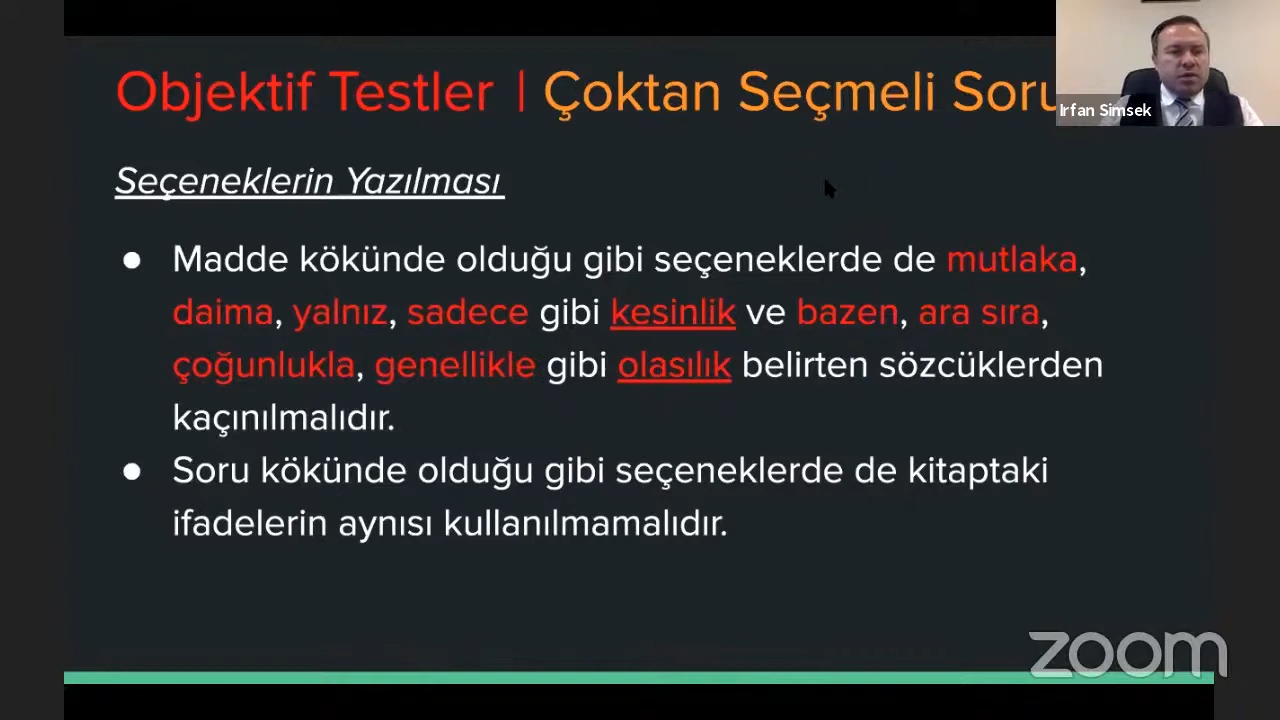 Objektif Testler | Çoktan Seçmeli Soru
Irfan Simsek
Seçeneklerin Yazılması
● Madde kökünde olduğu gibi seçeneklerde de mutlaka,
daima, yalnız, sadece gibi kesinlik ve bazen, ara sıra,
çoğunlukla, genellikle gibi olasılık belirten sözcüklerden
kaçınılmalıdır.
● Soru kökünde olduğu gibi seçeneklerde de kitaptaki
ifadelerin aynısı kullanılmamalıdır.
zoom